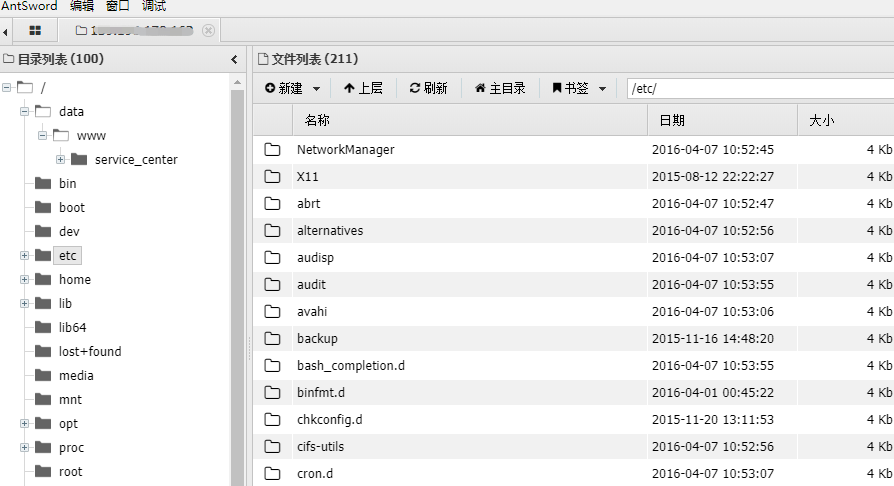 AntSword 编辑 窗口 调试
目录列表 (100)
文件列表 (211)
新建 上层 刷新 主目录 书签 /etc/
名称 日期 大小
/
data
www
service_center
bin
boot
dev
etc
home
lib
lib64
lost+found
media
mnt
opt
proc
root
NetworkManager 2016-04-07 10:52:45 4 Kb
X11 2015-08-12 22:22:27 4 Kb
abrt 2016-04-07 10:52:47 4 Kb
alternatives 2016-04-07 10:52:56 4 Kb
audisp 2016-04-07 10:53:07 4 Kb
audit 2016-04-07 10:53:55 4 Kb
avahi 2016-04-07 10:53:06 4 Kb
backup 2015-11-16 14:48:20 4 Kb
bash_completion.d 2016-04-07 10:53:55 4 Kb
binfmt.d 2016-04-01 00:45:22 4 Kb
chkconfig.d 2015-11-20 13:11:53 4 Kb
cifs-utils 2016-04-07 10:52:56 4 Kb
cron.d 2016-04-07 10:53:07 4 Kb